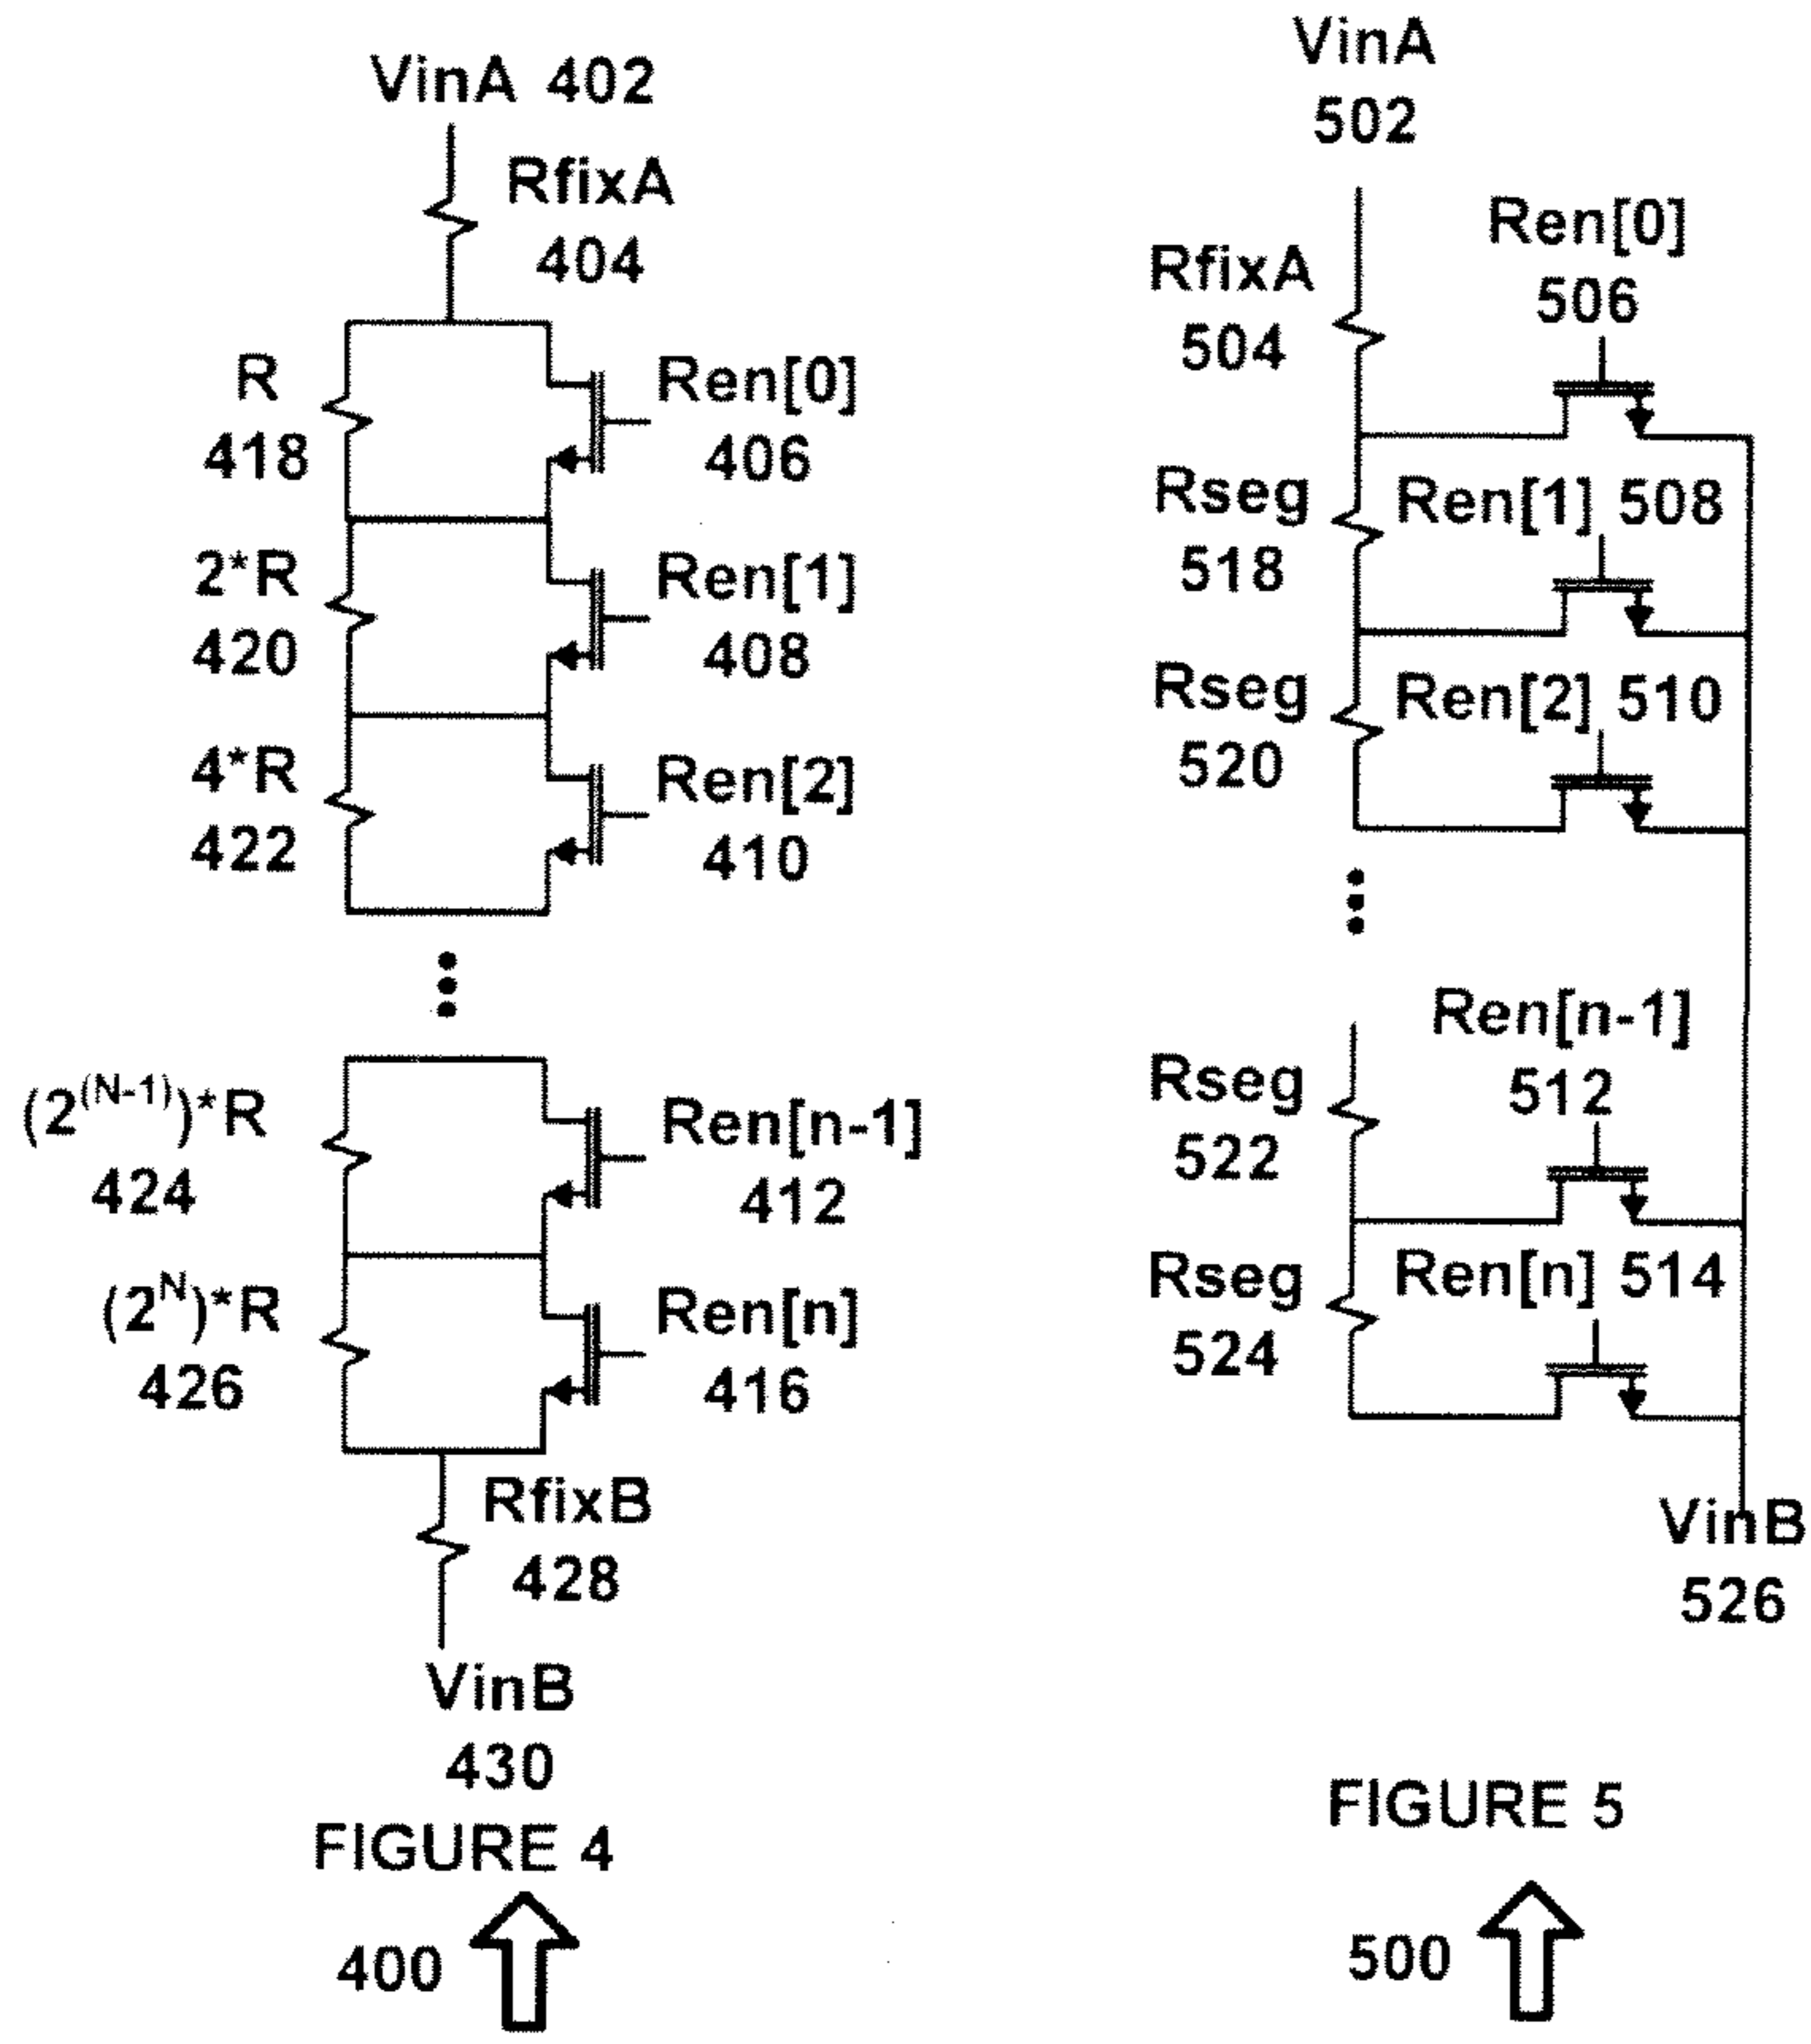 VinA 402
RfixA
404
R
418
Ren[0]
406
2*R
420
Ren[1]
408
4*R
422
Ren[2]
410
(2^(N-1))*R
424
Ren[n-1]
412
(2^N)*R
426
Ren[n]
416
RfixB
428
VinB
430
FIGURE 4
400
VinA
502
RfixA
504
Ren[0]
506
Rseg
518
Ren[1] 508
Rseg
520
Ren[2] 510
Rseg
522
Ren[n-1]
512
Rseg
524
Ren[n] 514
VinB
526
FIGURE 5
500